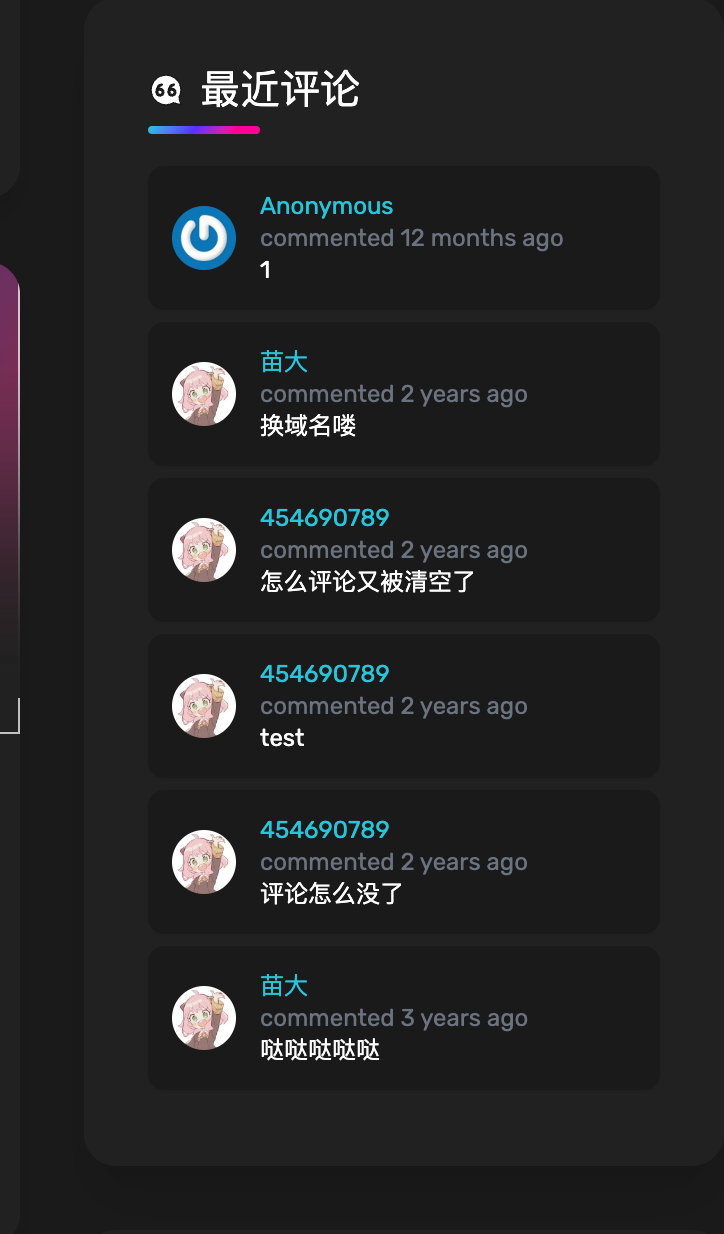 最近评论
Anonymous
commented 12 months ago
1
苗大
commented 2 years ago
换域名喽
454690789
commented 2 years ago
怎么评论又被清空了
454690789
commented 2 years ago
test
454690789
commented 2 years ago
评论怎么没了
苗大
commented 3 years ago
哒哒哒哒哒